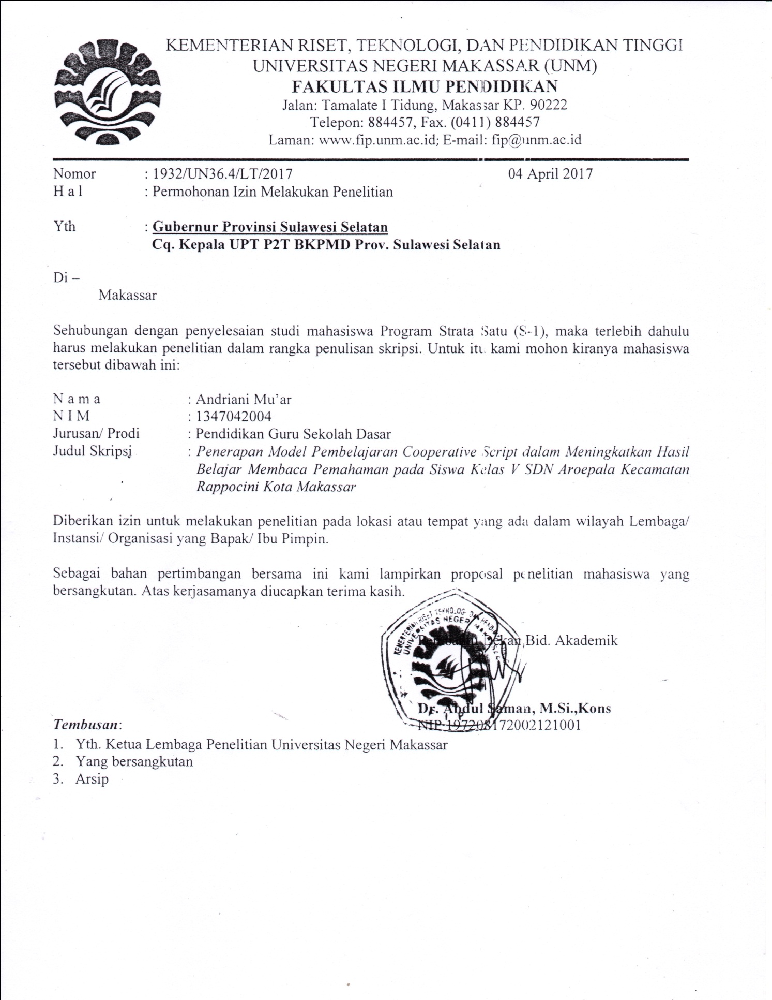 KEMENTERIAN RISET, TEKNOLOGI, DAN PENDIDIKAN TINGGI
UNIVERSITAS NEGERI MAKASSAR (UNM)
FAKULTAS ILMU PENDIDIKAN
Jalan: Tamalate I Tidung, Makassar KP. 90222
Telepon: 884457, Fax. (0411) 884457
Laman: www.fip.unm.ac.id; E-mail: fip@unm.ac.id
Nomor : 1932/UN36.4/LT/2017 04 April 2017
H a l : Permohonan Izin Melakukan Penelitian
Yth : Gubernur Provinsi Sulawesi Selatan
Cq. Kepala UPT P2T BKPMD Prov. Sulawesi Selatan
Di –
Makassar
Sehubungan dengan penyelesaian studi mahasiswa Program Strata Satu (S-1), maka terlebih dahulu
harus melakukan penelitian dalam rangka penulisan skripsi. Untuk itu kami mohon kiranya mahasiswa
tersebut dibawah ini:
N a m a : Andriani Mu’ar
N I M : 1347042004
Jurusan/ Prodi : Pendidikan Guru Sekolah Dasar
Judul Skripsi : Penerapan Model Pembelajaran Cooperative Script dalam Meningkatkan Hasil
Belajar Membaca Pemahaman pada Siswa Kelas V SDN Aroepala Kecamatan
Rappocini Kota Makassar
Diberikan izin untuk melakukan penelitian pada lokasi atau tempat yang ada dalam wilayah Lembaga/
Instansi/ Organisasi yang Bapak/ Ibu Pimpin.
Sebagai bahan pertimbangan bersama ini kami lampirkan proposal penelitian mahasiswa yang
bersangkutan. Atas kerjasamanya diucapkan terima kasih.
KEMENTERIAN RISET TEKNOLOGI DAN
UNIVERSITAS NEGERI
Pembantu Dekan,Bid. Akademik
F I P
Dr. Abdul Saman, M.Si.,Kons
NIP 197208172002121001
Tembusan:
1. Yth. Ketua Lembaga Penelitian Universitas Negeri Makassar
2. Yang bersangkutan
3. Arsip